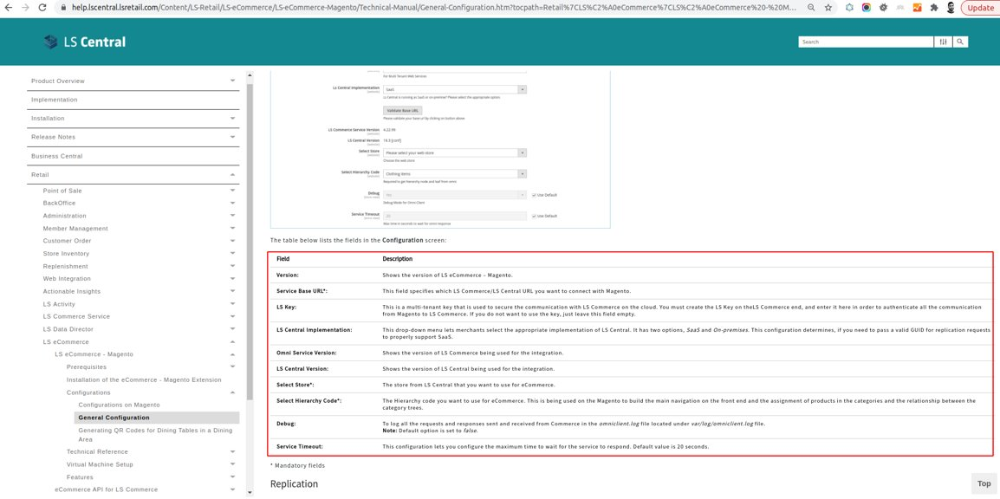 help.lscentral.lsretail.com/Content/LS-Retail/LS-eCommerce/LS-eCommerce-Magento/Technical-Manual/General-Configuration.htm?tocpath=Retail%7CLS%C2%A0eCommerce%7CLS%C2%A0eCommerce%20-%20M...
Update
LS Central
Search
Product Overview
Implementation
Installation
Release Notes
Business Central
Retail
Point of Sale
BackOffice
Administration
Member Management
Customer Order
Store Inventory
Replenishment
Web Integration
Actionable Insights
LS Activity
LS Commerce Service
LS Data Director
LS eCommerce
LS eCommerce - Magento
Prerequisites
Installation of the eCommerce - Magento Extension
Configurations
Configurations on Magento
General Configuration
Generating QR Codes for Dining Tables in a Dining
Area
Technical Reference
Virtual Machine Setup
Features
eCommerce API for LS Commerce
For Multi Tenant Web Services
LS Central Implementation
[website]
SaaS
Ls Central is running as SaaS or on-premise? Please select the appropriate option.
Validate Base URL
Please validate your base url by clicking on button above
LS Commerce Service Version
[website]
4.22.99
LS Central Version
[website]
Select Store
[website]
Please select your web store
Choose the web store
Select Hierarchy Code
[website]
Clothing Items
Required to get hierarchy node and leaf from omni
Debug
[store view]
Yes
Use Default
Debug Mode for Omni Client
Service Timeout
[store view]
Use Default
Max time in seconds to wait for omni response
The table below lists the fields in the Configuration screen:
Field Description
Version: Shows the version of LS eCommerce – Magento.
Service Base URL*: This field specifies which LS Commerce/LS Central URL you want to connect with Magento.
LS Key: This is a multi-tenant key that is used to secure the communication with LS Commerce on the cloud. You must create the LS Key on theLS Commerce end, and enter it here in order to authenticate all the communication
from Magento to LS Commerce. If you do not want to use the key, just leave this field empty.
LS Central Implementation: This drop-down menu lets merchants select the appropriate implementation of LS Central. It has two options, SaaS and On-premises. This configuration determines, if you need to pass a valid GUID for replication requests
to properly support SaaS.
Omni Service Version: Shows the version of LS Commerce being used for the integration.
LS Central Version: Shows the version of LS Central being used for the integration.
Select Store*: The store from LS Central that you want to use for eCommerce.
Select Hierarchy Code*: The Hierarchy code you want to use for eCommerce. This is being used on the Magento to build the main navigation on the front end and the assignment of products in the categories and the relationship between the
category trees.
Debug: To log all the requests and responses sent and received from Commerce in the omniclient.log file located under var/log/omniclient.log file.
Note: Default option is set to false.
Service Timeout: This configuration lets you configure the maximum time to wait for the service to respond. Default value is 20 seconds.
* Mandatory fields
Replication
Top